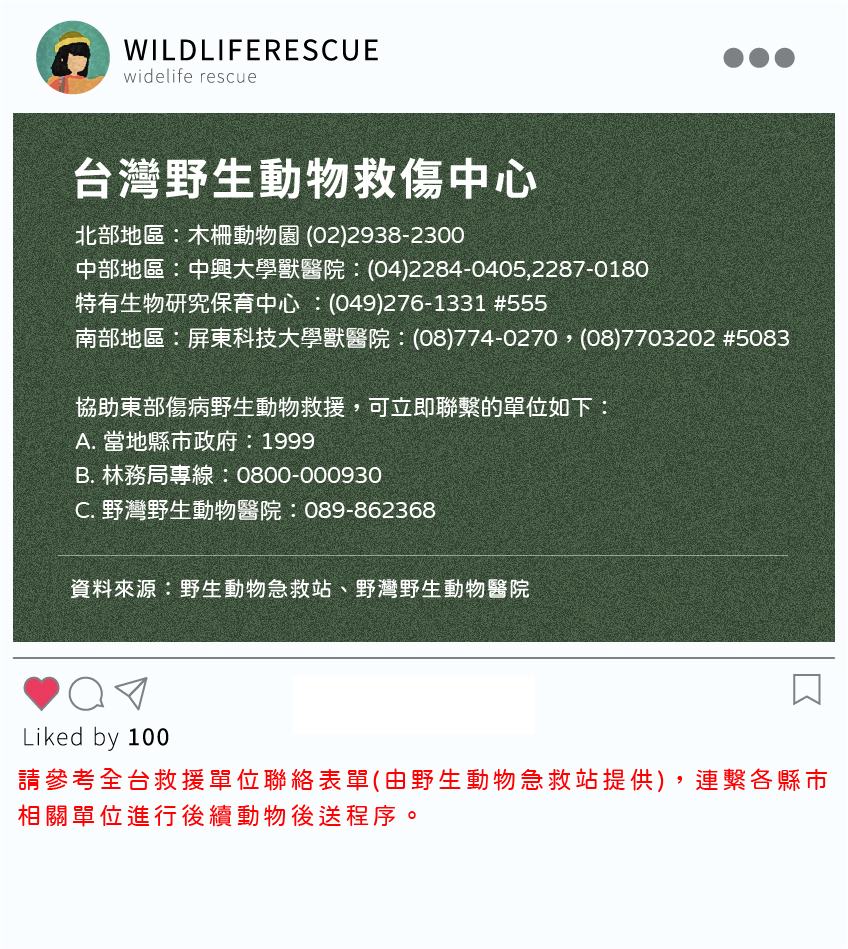 WILDLIFERESCUE
widelife rescue
台灣野生動物救傷中心
北部地區：木柵動物園 (02)2938-2300
中部地區：中興大學獸醫院：(04)2284-0405,2287-0180
特有生物研究保育中心 ：(049)276-1331 #555
南部地區：屏東科技大學獸醫院：(08)774-0270，(08)7703202 #5083
協助東部傷病野生動物救援，可立即聯繫的單位如下：
A. 當地縣市政府：1999
B. 林務局專線：0800-000930
C. 野灣野生動物醫院：089-862368
資料來源：野生動物急救站、野灣野生動物醫院
Liked by 100
請參考全台救援單位聯絡表單(由野生動物急救站提供)，連繫各縣市
相關單位進行後續動物後送程序。